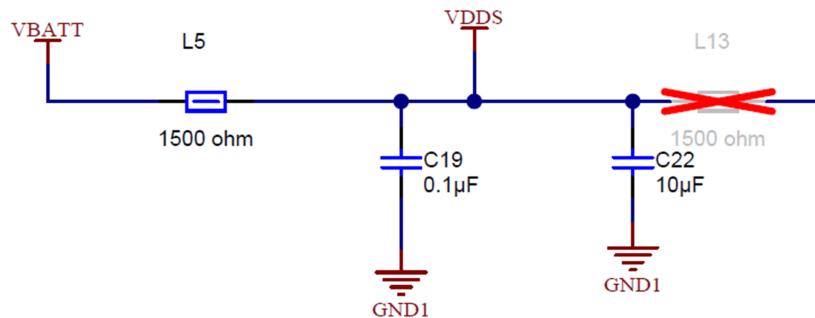 VBATT
L5
VDDS
L13
1500 ohm
1500 ohm
C19
0.1µF
C22
10µF
GND1
GND1